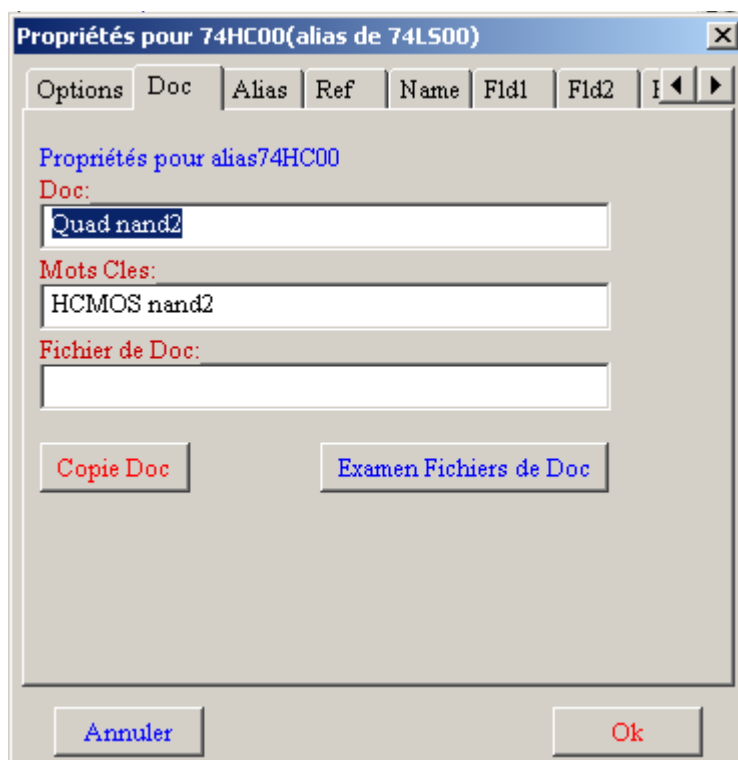 Propriétés pour 74HC00(alias de 74LS00)
Options Doc Alias Ref Name Fld1 Fld2
Propriétés pour alias74HC00
Doc:
Quad nand2
Mots Cles:
HCMOS nand2
Fichier de Doc:
Copie Doc Examen Fichiers de Doc
Annuler Ok